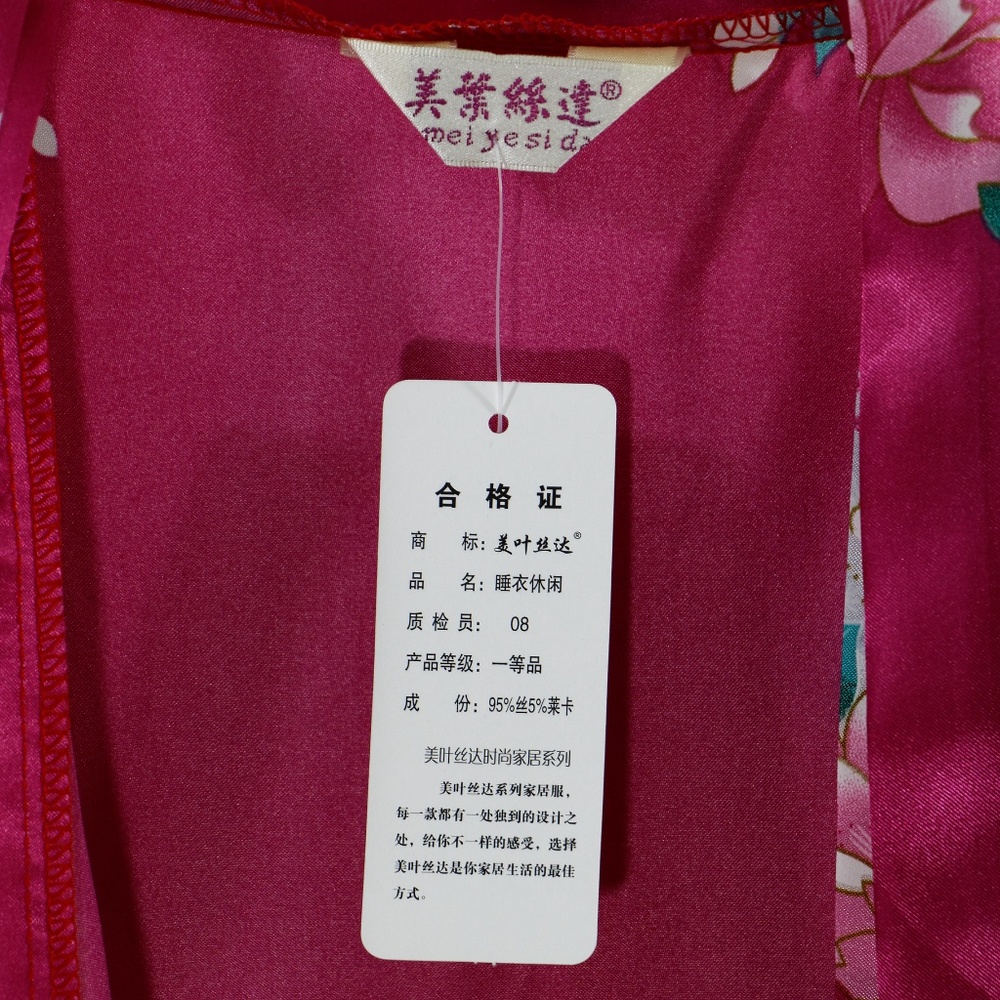 美葉絲達®
meiyesida
合格证
商 标：美叶丝达®
品 名：睡衣休闲
质检员： 08
产品等级：一等品
成 份：95%丝5%莱卡
美叶丝达时尚家居系列
美叶丝达系列家居服，
每一款都有一处独到的设计之
处，给你不一样的感受，选择
美叶丝达是你家居生活的最佳
方式。